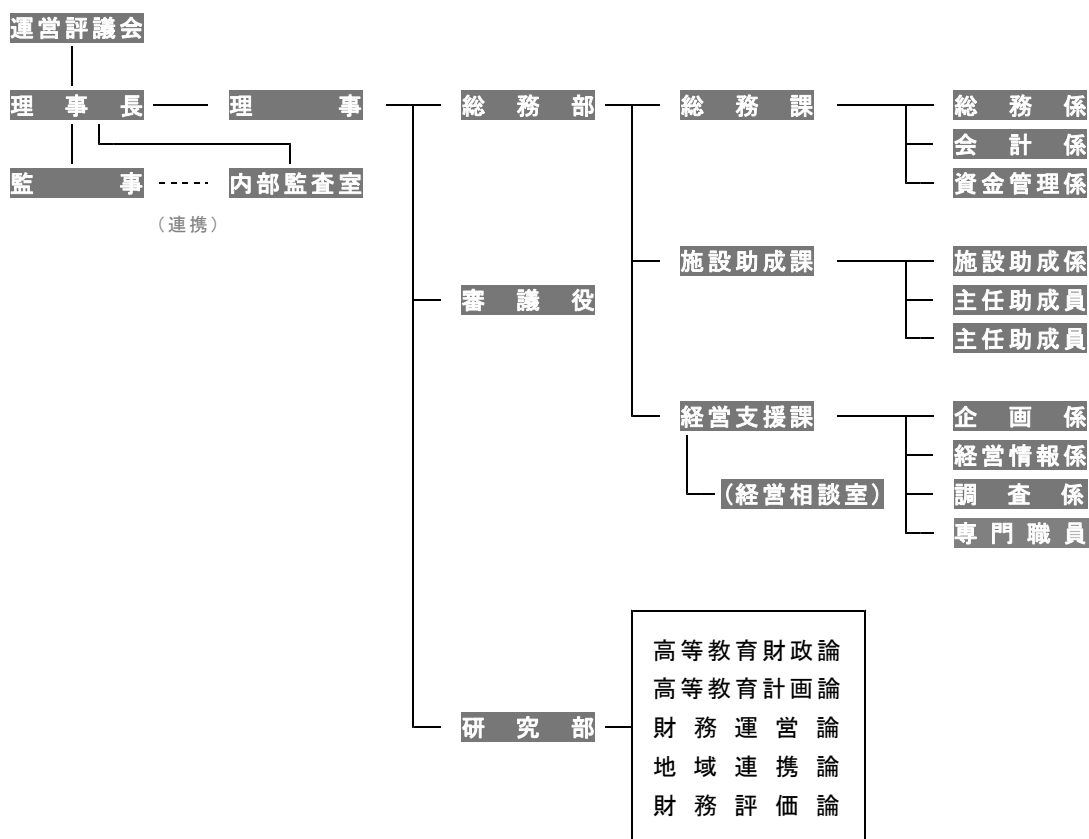 運営評議会
理事長 理事 総務部 総務課 総務係
会計係
監事 内部監査室 資金管理係
（連携）
施設助成課 施設助成係
審議役 主任助成員
主任助成員
経営支援課 企画係
経営情報係
（経営相談室） 調査係
専門職員
高等教育財政論
高等教育計画論
研究部 財務運営論
地域連携論
財務評価論